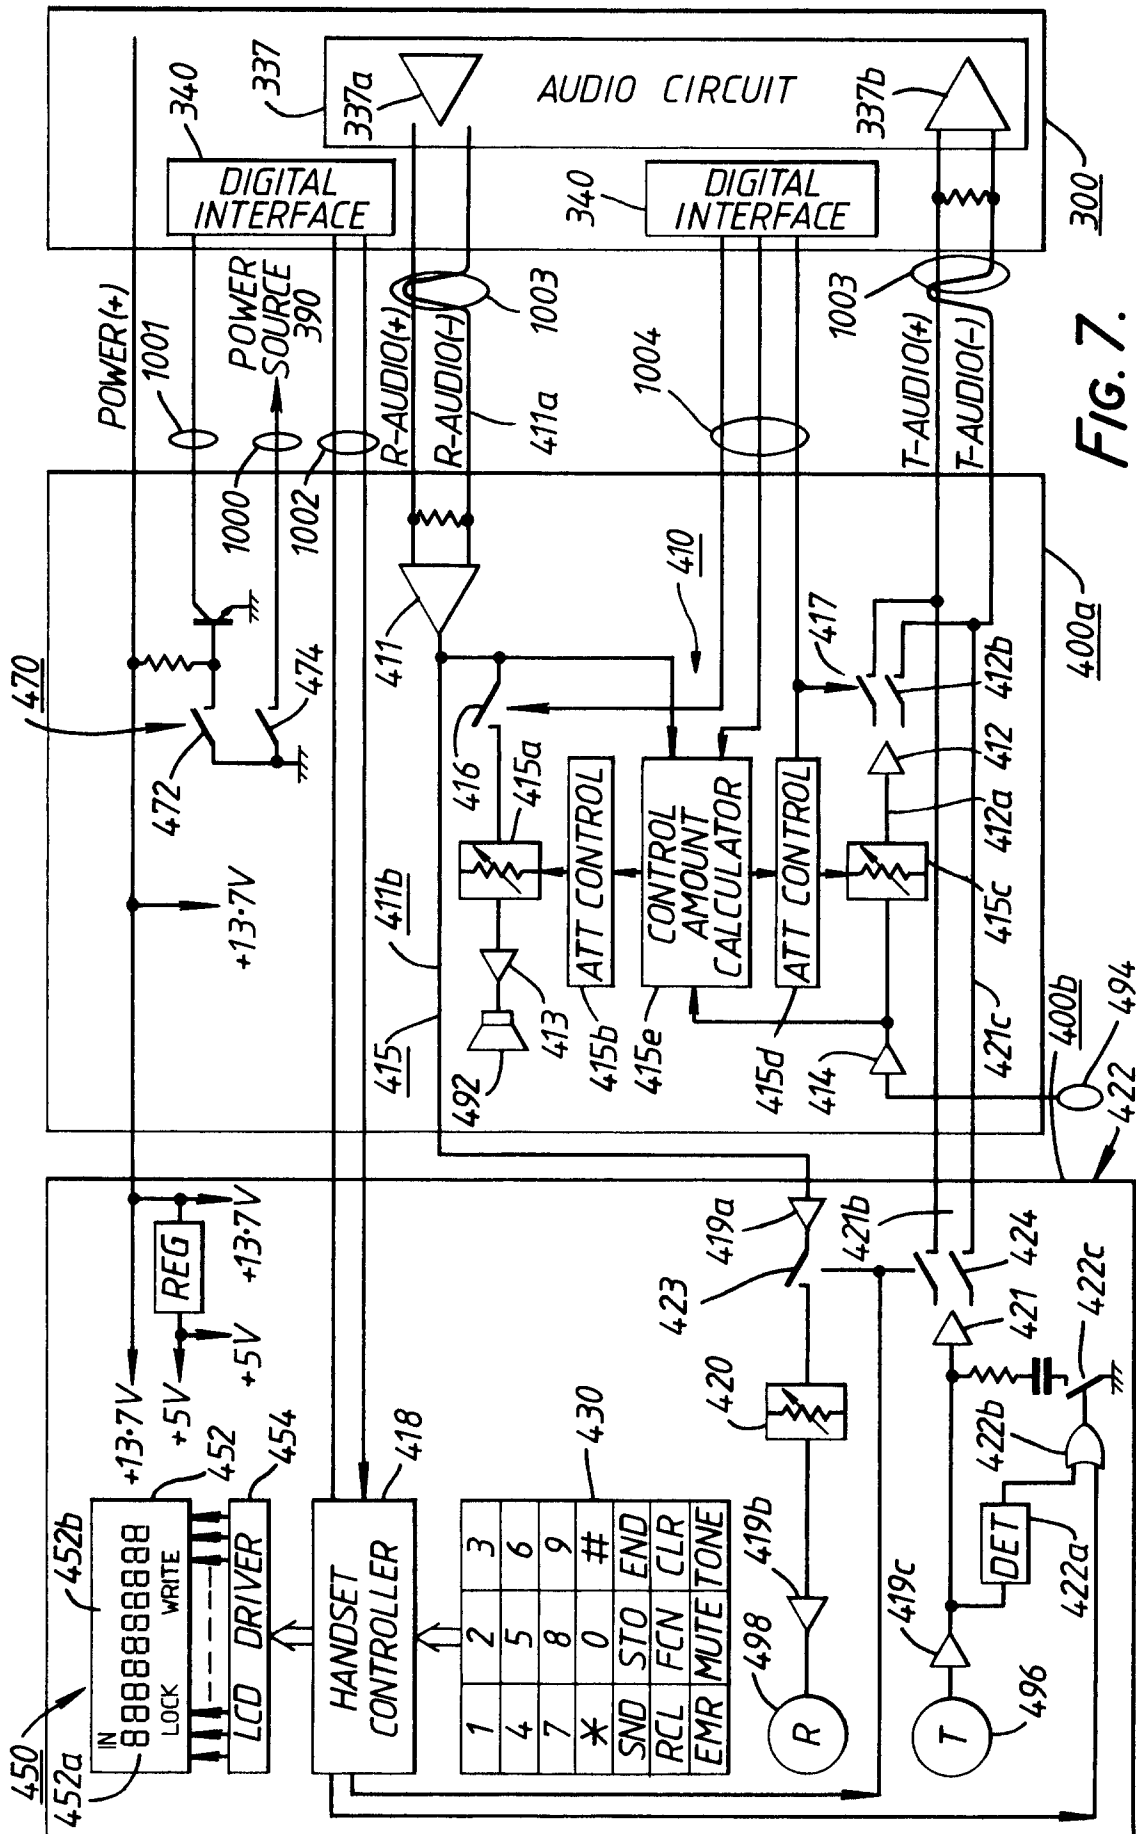 450
452a
IN
88888888888
LOCK WRITE
452b
452
LCD DRIVER
454
HANDSET
CONTROLLER
418
430
1 2 3
4 5 6
7 8 9
* 0 #
SND STO END
RCL FCN CLR
EMR MUTE TONE
+13·7V
+5V
REG
+5V
+13·7V
498
R
419b
420
423
419a
421b
496
T
419c
DET
422a
422b
422c
421
424
422
400b
494
+13·7V
470
472
474
POWER(+)
1001
1000
1002
POWER
SOURCE
390
R-AUDIO(+)
R-AUDIO(-)
411a
1003
415
411b
411
492
413
415a
416
410
415b
ATT CONTROL
415e
CONTROL
AMOUNT
CALCULATOR
415d
ATT CONTROL
414
417
415c
412a
412
412b
421c
400a
1004
T-AUDIO(+)
T-AUDIO(-)
1003
340
DIGITAL
INTERFACE
337
337a
AUDIO CIRCUIT
340
DIGITAL
INTERFACE
337b
300
FIG. 7.